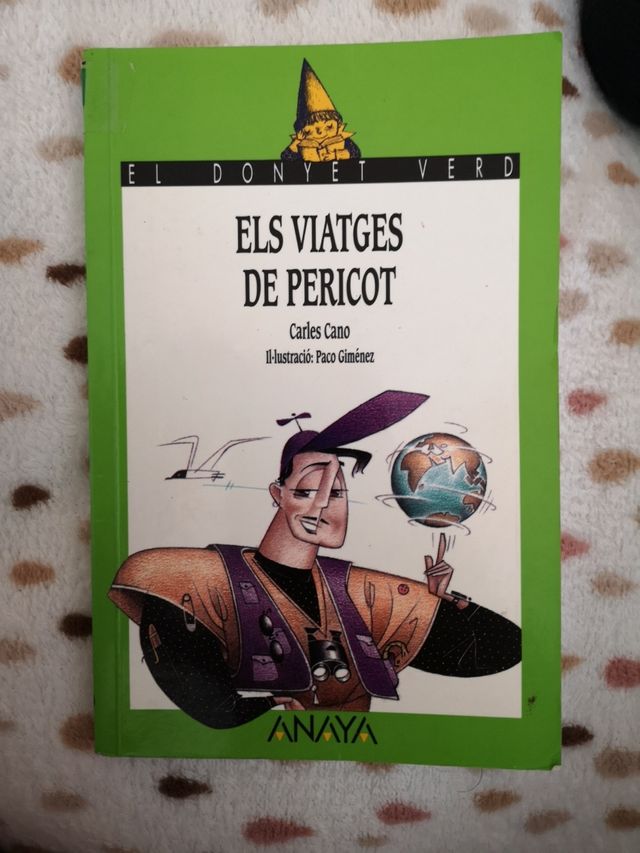 EL DONYET VERD
ELS VIATGES
DE PERICOT
Carles Cano
Il·lustració: Paco Giménez
ANAYA